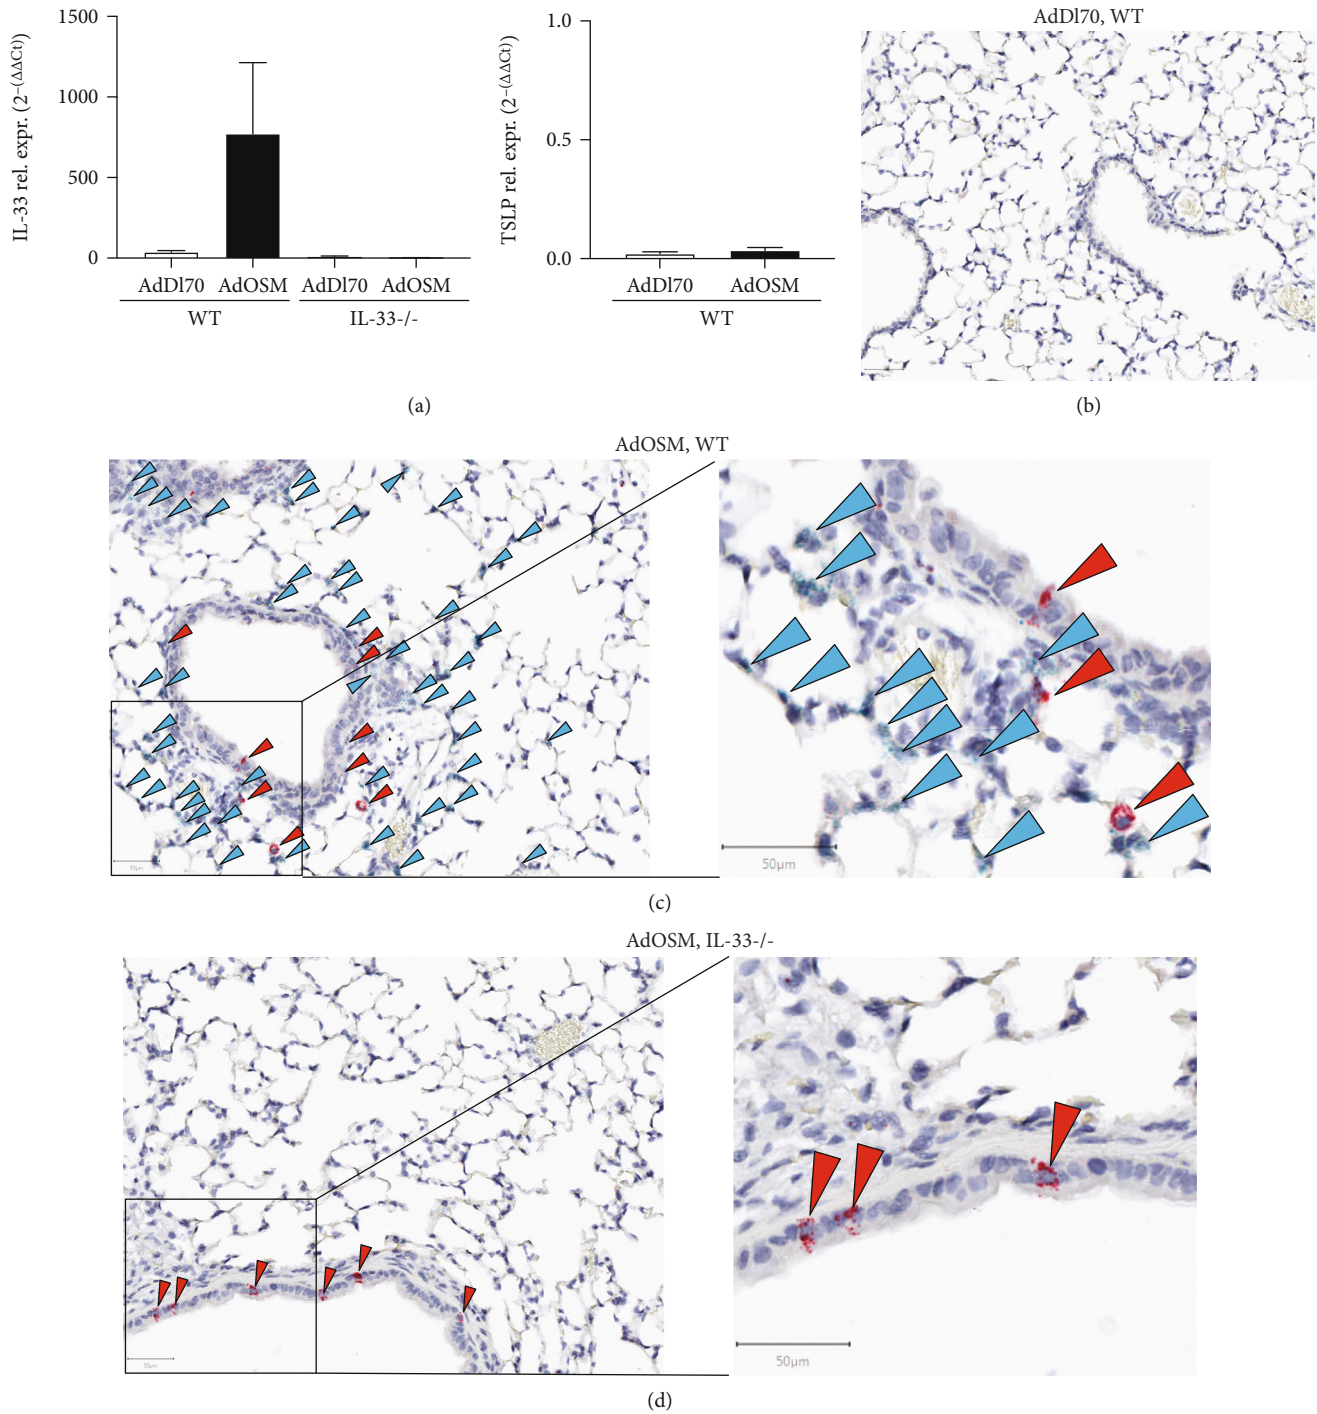 1500
1000
500
0
IL-33 rel. expr. (2−(ΔΔCt))
AdDl70 AdOSM AdDl70 AdOSM
WT IL-33-/-
1.0
0.5
0.0
TSLP rel. expr. (2−(ΔΔCt))
AdDl70 AdOSM
WT
(a)
AdDl70, WT
(b)
AdOSM, WT
50μm
50μm
(c)
AdOSM, IL-33-/-
50μm
50μm
(d)